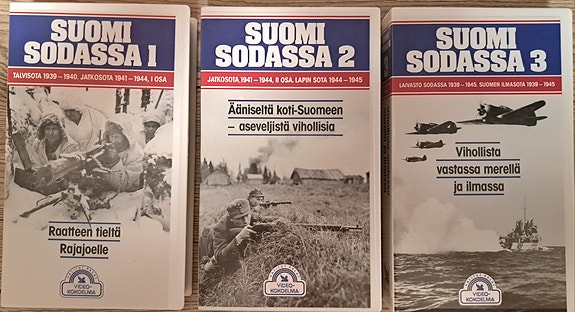 SUOMI
SODASSA 1
TALVISOTA 1939 – 1940. JATKOSOTA 1941 – 1944, I OSA
Raatteen tieltä
Rajajoelle
VIDEO-
KOKOELMA
SUOMI
SODASSA 2
JATKOSOTA 1941 – 1944, II OSA. LAPIN SOTA 1944 – 1945
Ääniseltä koti-Suomeen
– aseveljistä vihollisia
VIDEO-
KOKOELMA
SUOMI
SODASSA 3
LAIVASTO SODASSA 1939 – 1945. SUOMEN ILMASOTA 1939 – 1945
Vihollista
vastassa merellä
ja ilmassa
VIDEO-
KOKOELMA